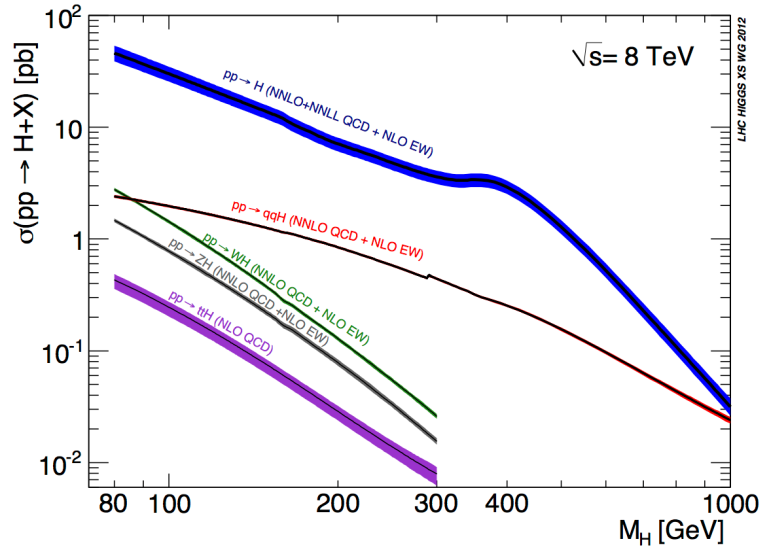 σ(pp → H+X) [pb]
10²
10
1
10⁻¹
10⁻²
√s= 8 TeV
LHC HIGGS XS WG 2012
pp → H (NNLO+NNLL QCD + NLO EW)
pp → qqH (NNLO QCD + NLO EW)
pp → WH (NNLO QCD + NLO EW)
pp → ZH (NNLO QCD +NLO EW)
pp → ttH (NLO QCD)
80 100 200 300 400 1000
M_H [GeV]